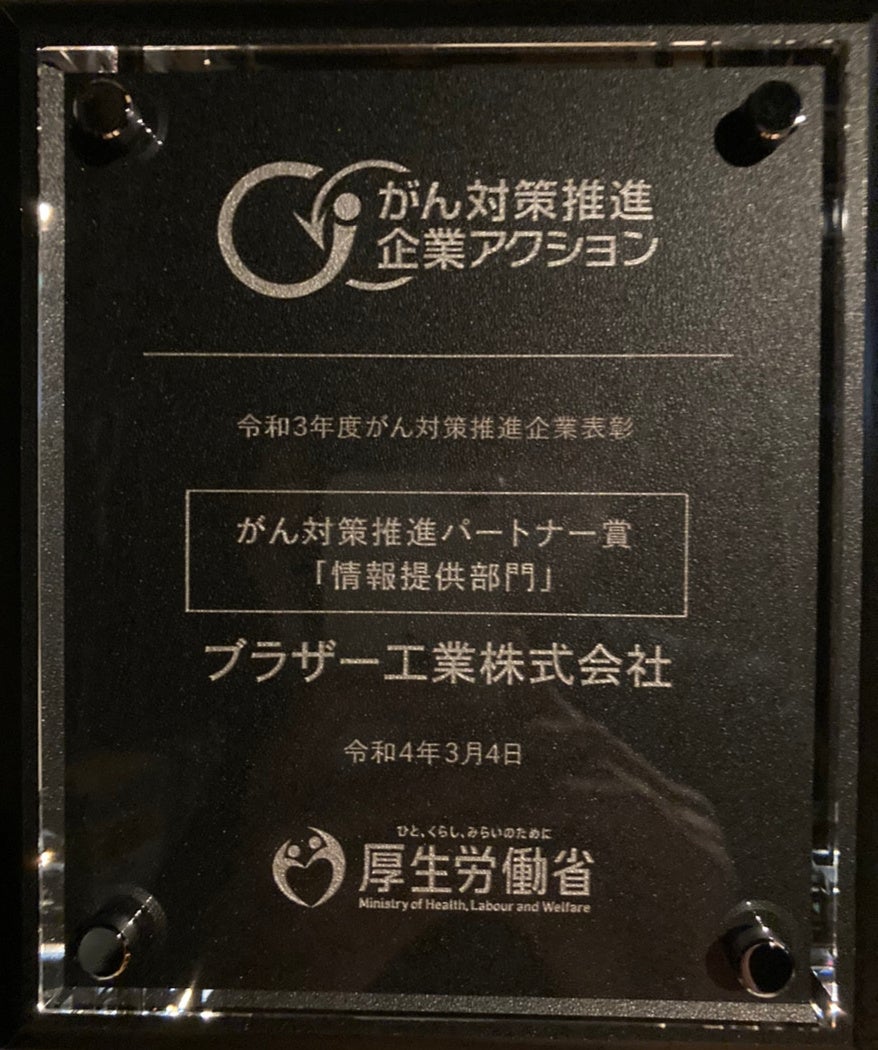 がん対策推進
企業アクション
令和3年度がん対策推進企業表彰
がん対策推進パートナー賞
「情報提供部門」
ブラザー工業株式会社
令和4年3月4日
ひと、くらし、みらいのために
厚生労働省
Ministry of Health, Labour and Welfare